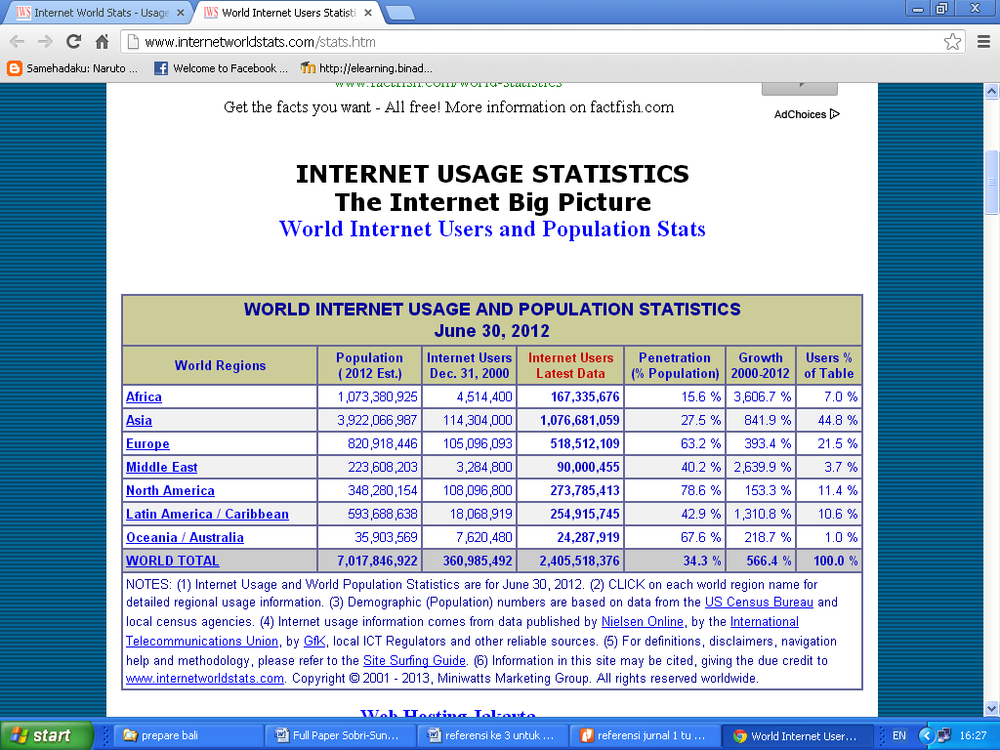 Internet World Stats - Usage
World Internet Users Statisti
www.internetworldstats.com/stats.htm
Samehadaku: Naruto ...
Welcome to Facebook ...
http://elearning.binad...
www.factfish.com/world-statistics
Get the facts you want - All free! More information on factfish.com
AdChoices
INTERNET USAGE STATISTICS
The Internet Big Picture
World Internet Users and Population Stats
WORLD INTERNET USAGE AND POPULATION STATISTICS
June 30, 2012
World Regions Population ( 2012 Est.) Internet Users Dec. 31, 2000 Internet Users Latest Data Penetration (% Population) Growth 2000-2012 Users % of Table
Africa 1,073,380,925 4,514,400 167,335,676 15.6 % 3,606.7 % 7.0 %
Asia 3,922,066,987 114,304,000 1,076,681,059 27.5 % 841.9 % 44.8 %
Europe 820,918,446 105,096,093 518,512,109 63.2 % 393.4 % 21.5 %
Middle East 223,608,203 3,284,800 90,000,455 40.2 % 2,639.9 % 3.7 %
North America 348,280,154 108,096,800 273,785,413 78.6 % 153.3 % 11.4 %
Latin America / Caribbean 593,688,638 18,068,919 254,915,745 42.9 % 1,310.8 % 10.6 %
Oceania / Australia 35,903,569 7,620,480 24,287,919 67.6 % 218.7 % 1.0 %
WORLD TOTAL 7,017,846,922 360,985,492 2,405,518,376 34.3 % 566.4 % 100.0 %
NOTES: (1) Internet Usage and World Population Statistics are for June 30, 2012. (2) CLICK on each world region name for
detailed regional usage information. (3) Demographic (Population) numbers are based on data from the US Census Bureau and
local census agencies. (4) Internet usage information comes from data published by Nielsen Online, by the International
Telecommunications Union, by GfK, local ICT Regulators and other reliable sources. (5) For definitions, disclaimers, navigation
help and methodology, please refer to the Site Surfing Guide. (6) Information in this site may be cited, giving the due credit to
www.internetworldstats.com. Copyright © 2001 - 2013, Miniwatts Marketing Group. All rights reserved worldwide.
Web Hosting Jakarta
start
prepare bali
Full Paper Sobri-Sun...
referensi ke 3 untuk ...
referensi jurnal 1 tu ...
World Internet User...
EN
16:27